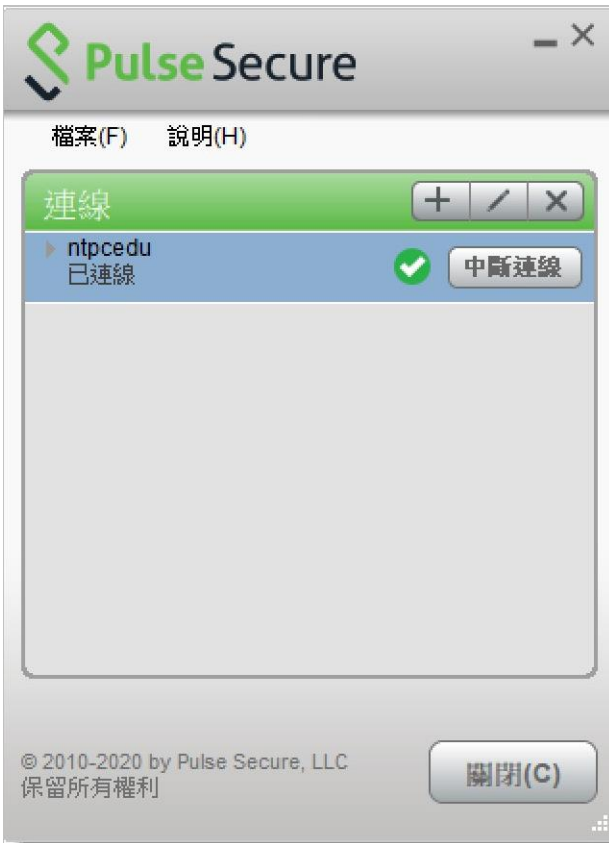 Pulse Secure
檔案(F) 說明(H)
連線
ntpcedu
已連線
中斷連線
© 2010-2020 by Pulse Secure, LLC
保留所有權利
關閉(C)